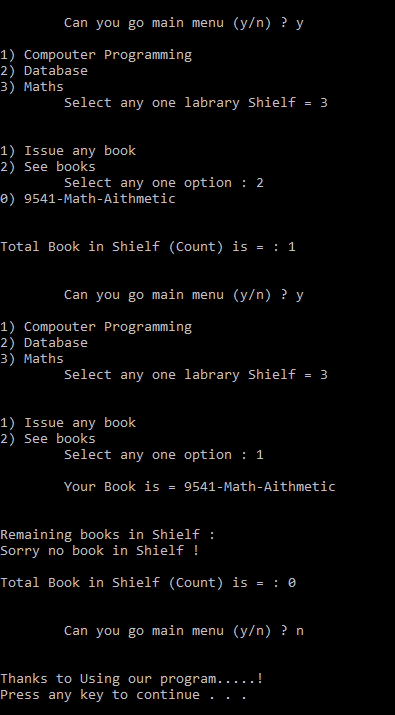 Can you go main menu (y/n) ? y
1) Compouter Programming
2) Database
3) Maths
Select any one labrary Shielf = 3
1) Issue any book
2) See books
Select any one option : 2
0) 9541-Math-Aithmetic
Total Book in Shielf (Count) is = : 1
Can you go main menu (y/n) ? y
1) Compouter Programming
2) Database
3) Maths
Select any one labrary Shielf = 3
1) Issue any book
2) See books
Select any one option : 1
Your Book is = 9541-Math-Aithmetic
Remaining books in Shielf :
Sorry no book in Shielf !
Total Book in Shielf (Count) is = : 0
Can you go main menu (y/n) ? n
Thanks to Using our program.....!
Press any key to continue . . .